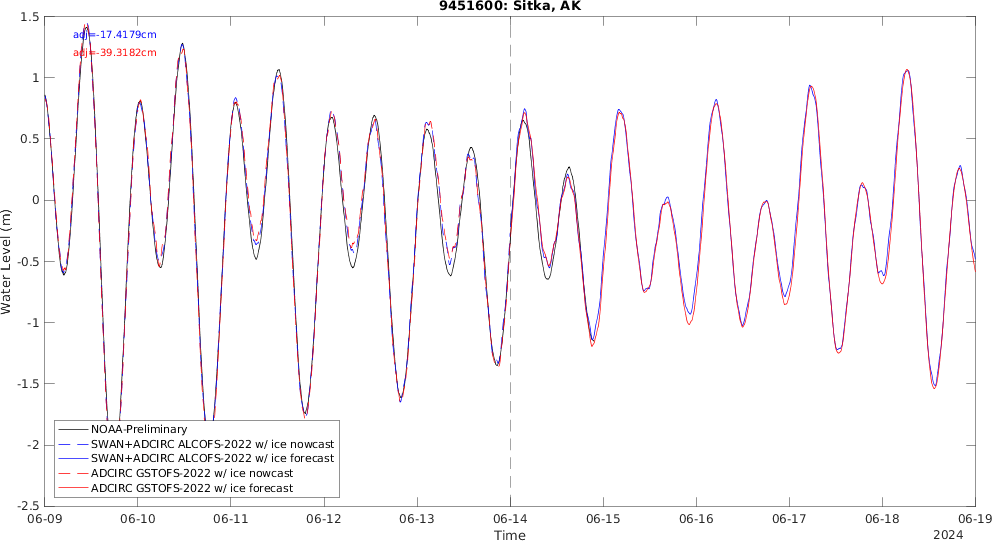 9451600: Sitka, AK
adj=-17.4179cm
adj=-39.3182cm
1.5
1
0.5
0
-0.5
-1
-1.5
-2
-2.5
Water Level (m)
NOAA-Preliminary
SWAN+ADCIRC ALCOFS-2022 w/ ice nowcast
SWAN+ADCIRC ALCOFS-2022 w/ ice forecast
ADCIRC GSTOFS-2022 w/ ice nowcast
ADCIRC GSTOFS-2022 w/ ice forecast
06-09 06-10 06-11 06-12 06-13 06-14 06-15 06-16 06-17 06-18 06-19
Time
2024